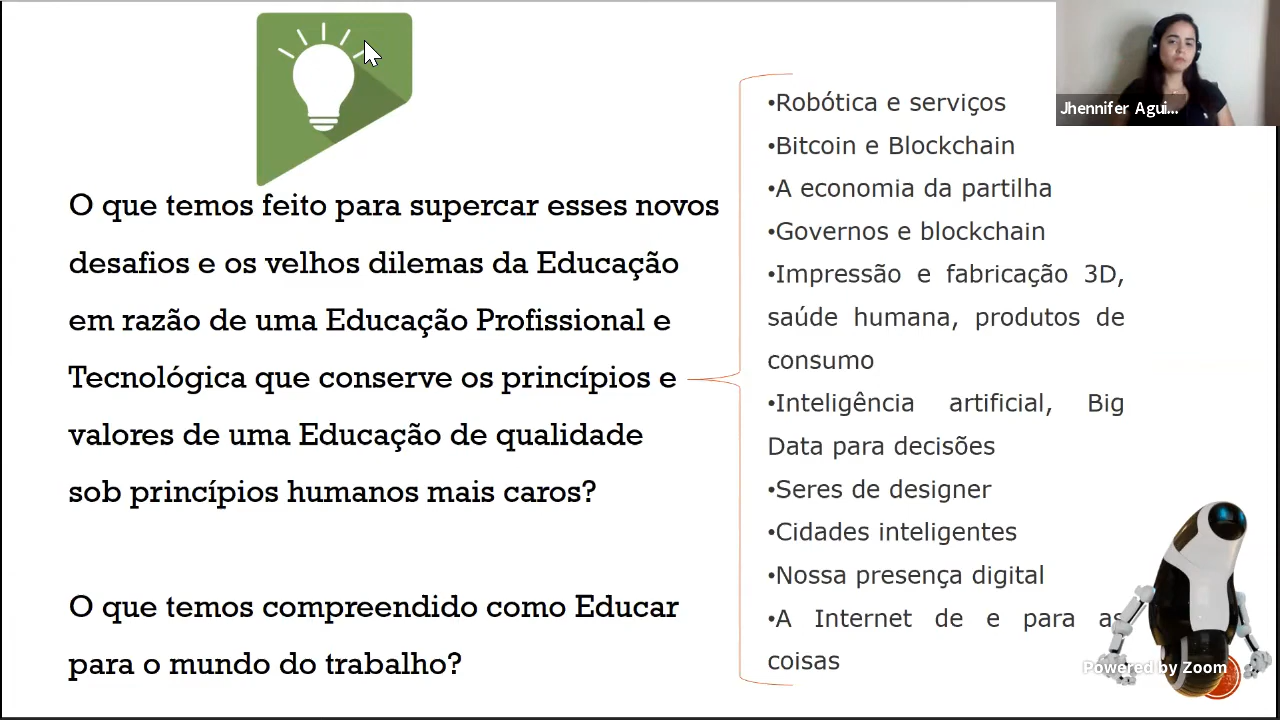 O que temos feito para supercar esses novos
desafios e os velhos dilemas da Educação
em razão de uma Educação Profissional e
Tecnológica que conserve os princípios e
valores de uma Educação de qualidade
sob princípios humanos mais caros?
O que temos compreendido como Educar
para o mundo do trabalho?
•Robótica e serviços
•Bitcoin e Blockchain
•A economia da partilha
•Governos e blockchain
•Impressão e fabricação 3D,
saúde humana, produtos de
consumo
•Inteligência artificial, Big
Data para decisões
•Seres de designer
•Cidades inteligentes
•Nossa presença digital
•A Internet de e para as
coisas
Jhennifer Agui...
Powered by Zoom